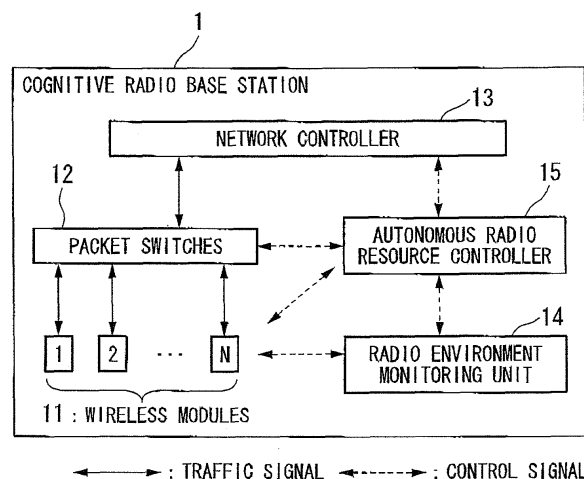 1
COGNITIVE RADIO BASE STATION
13
NETWORK CONTROLLER
12
15
PACKET SWITCHES
AUTONOMOUS RADIO
RESOURCE CONTROLLER
14
1 2 ... N
RADIO ENVIRONMENT
MONITORING UNIT
11 : WIRELESS MODULES
: TRAFFIC SIGNAL : CONTROL SIGNAL